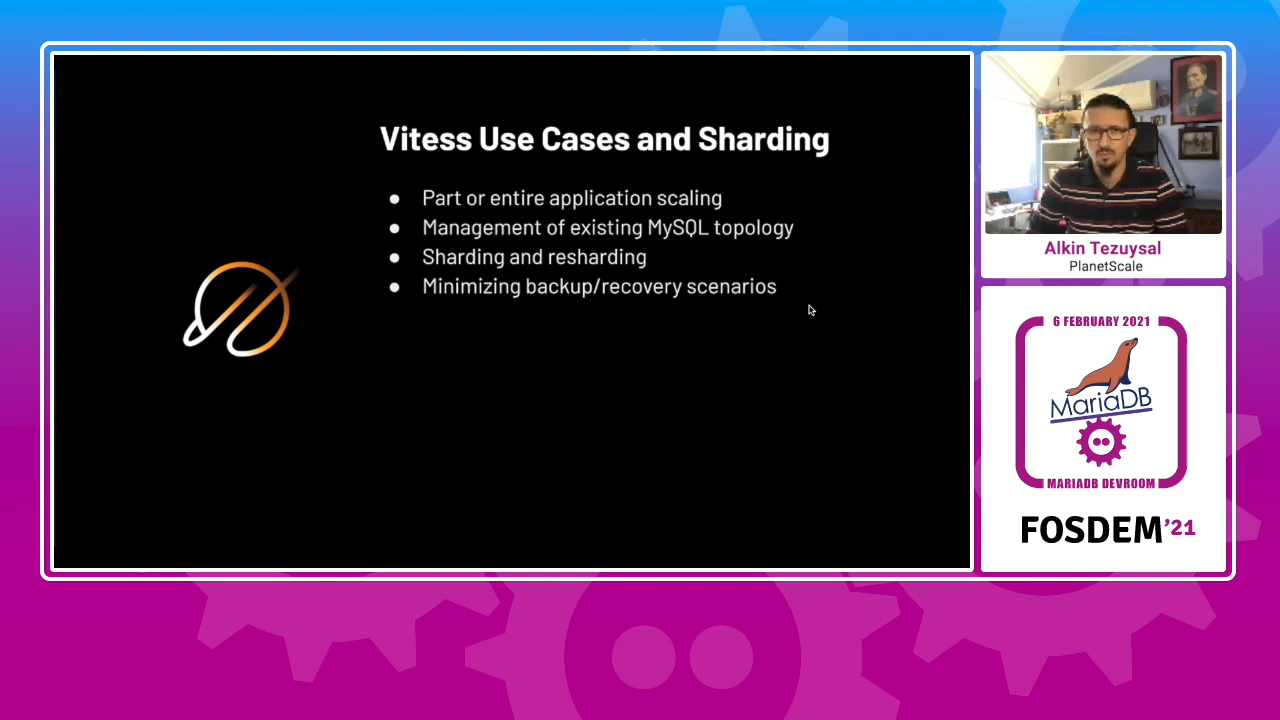 Vitess Use Cases and Sharding
● Part or entire application scaling
● Management of existing MySQL topology
● Sharding and resharding
● Minimizing backup/recovery scenarios
Alkin Tezuysal
PlanetScale
6 FEBRUARY 2021
MariaDB
MARIADB DEVROOM
FOSDEM'21